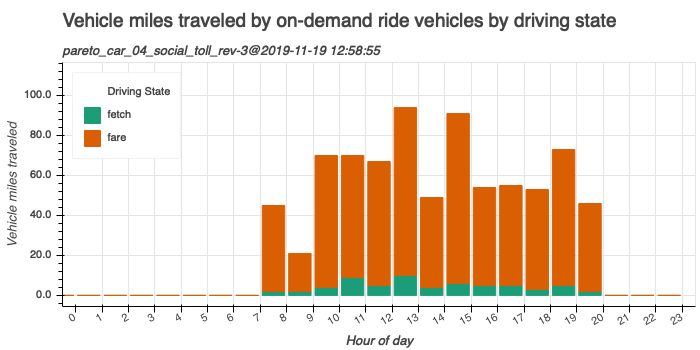 Vehicle miles traveled by on-demand ride vehicles by driving state
pareto_car_04_social_toll_rev-3@2019-11-19 12:58:55
Driving State
fetch
fare
Vehicle miles traveled
100.0
80.0
60.0
40.0
20.0
0.0
0 1 2 3 4 5 6 7 8 9 10 11 12 13 14 15 16 17 18 19 20 21 22 23
Hour of day